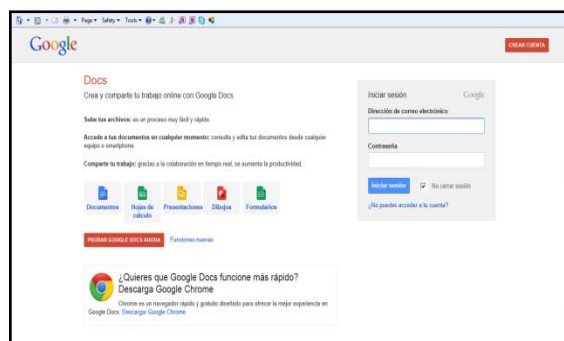 Page Safety Tools
Google
CREAR CUENTA
Docs
Crea y comparte tu trabajo online con Google Docs
Sube tus archivos: es un proceso muy fácil y rápido.
Accede a tus documentos en cualquier momento: consulta y edita tus documentos desde cualquier
equipo o smartphone.
Comparte tu trabajo: gracias a la colaboración en tiempo real, se aumenta la productividad.
Documentos
Hojas de
cálculo
Presentaciones
Dibujos
Formularios
PROBAR GOOGLE DOCS AHORA
Funciones nuevas
¿Quieres que Google Docs funcione más rápido?
Descarga Google Chrome
Chrome es un navegador rápido y gratuito diseñado para ofrecer la mejor experiencia en
Google Docs. Descargar Google Chrome
Iniciar sesión Google
Dirección de correo electrónico
Contraseña
Iniciar sesión No cerrar sesión
¿No puedes acceder a tu cuenta?